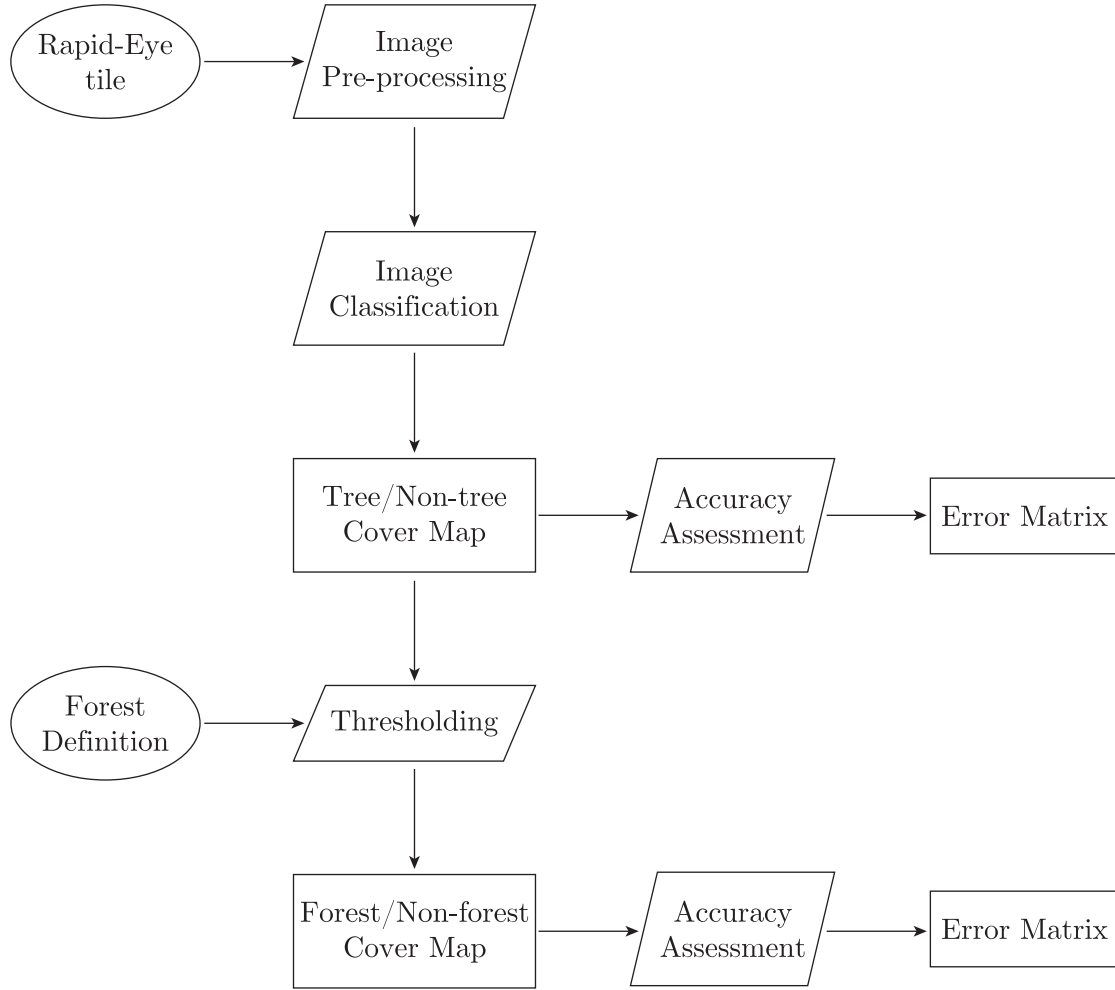 Rapid-Eye
tile
Image
Pre-processing
Image
Classification
Tree/Non-tree
Cover Map
Accuracy
Assessment
Error Matrix
Forest
Definition
Thresholding
Forest/Non-forest
Cover Map
Accuracy
Assessment
Error Matrix